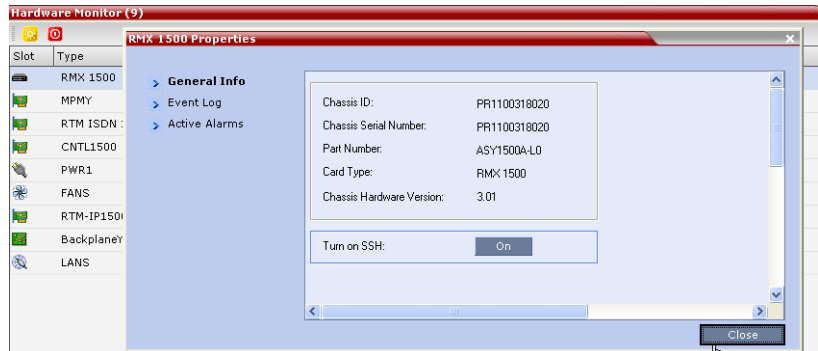 Hardware Monitor (9)
RMX 1500 Properties
Slot Type
RMX 1500
MPMY
RTM ISDN
CNTL1500
PWR1
FANS
RTM-IP150
BackplaneY
LANS
General Info
Event Log
Active Alarms
Chassis ID: PR1100318020
Chassis Serial Number: PR1100318020
Part Number: ASY1500A-L0
Card Type: RMX 1500
Chassis Hardware Version: 3.01
Turn on SSH: On
Close